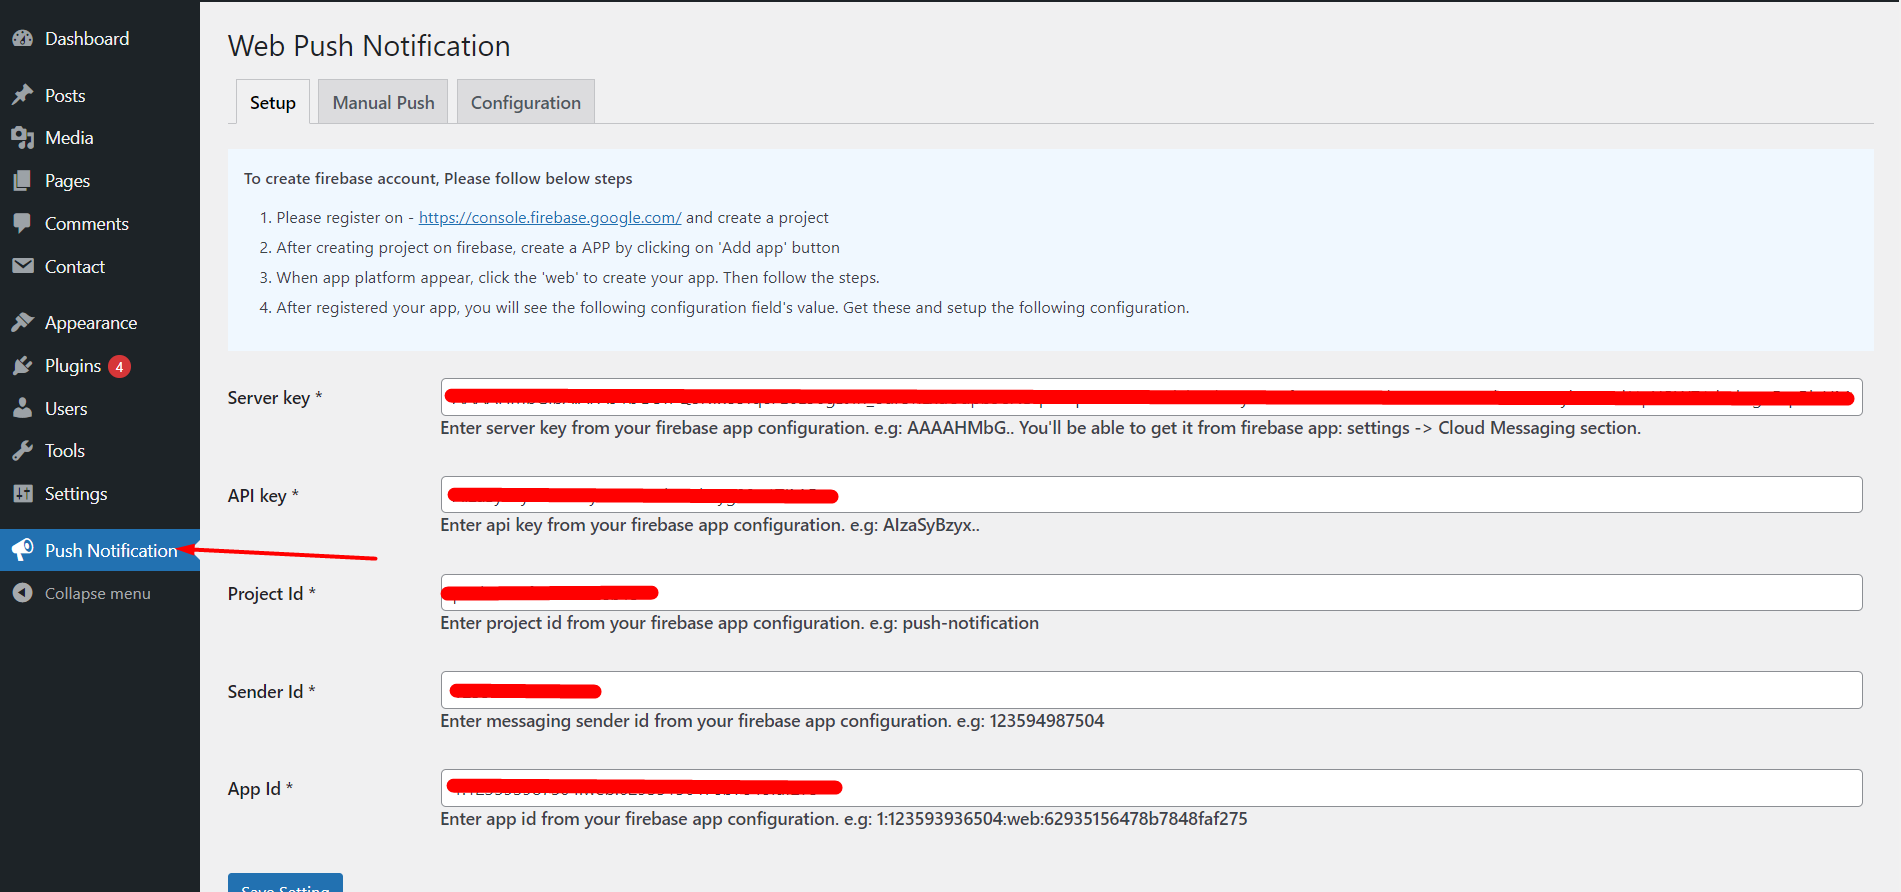 Dashboard
Posts
Media
Pages
Comments
Contact
Appearance
Plugins 4
Users
Tools
Settings
Push Notification
Collapse menu
Web Push Notification
Setup
Manual Push
Configuration
To create firebase account, Please follow below steps
1. Please register on - https://console.firebase.google.com/ and create a project
2. After creating project on firebase, create a APP by clicking on 'Add app' button
3. When app platform appear, click the 'web' to create your app. Then follow the steps.
4. After registered your app, you will see the following configuration field's value. Get these and setup the following configuration.
Server key *
Enter server key from your firebase app configuration. e.g: AAAAHMbG.. You'll be able to get it from firebase app: settings -> Cloud Messaging section.
API key *
Enter api key from your firebase app configuration. e.g: AIzaSyBzyx..
Project Id *
Enter project id from your firebase app configuration. e.g: push-notification
Sender Id *
Enter messaging sender id from your firebase app configuration. e.g: 123594987504
App Id *
Enter app id from your firebase app configuration. e.g: 1:123593936504:web:62935156478b7848faf275
Save Setting